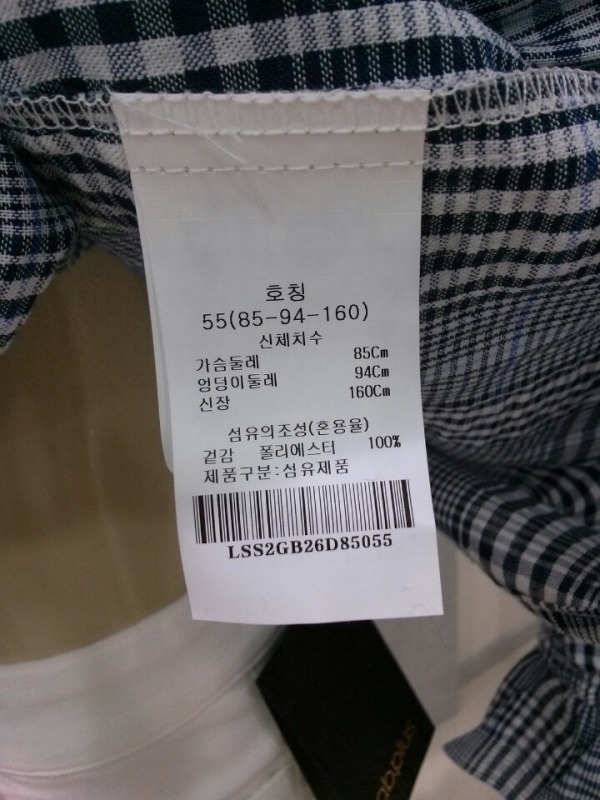 호칭
55(85-94-160)
신체치수
가슴둘레 85Cm
엉덩이둘레 94Cm
신장 160Cm
섬유의조성(혼용율)
겉감 폴리에스터 100%
제품구분:섬유제품
LSS2GB26D85055